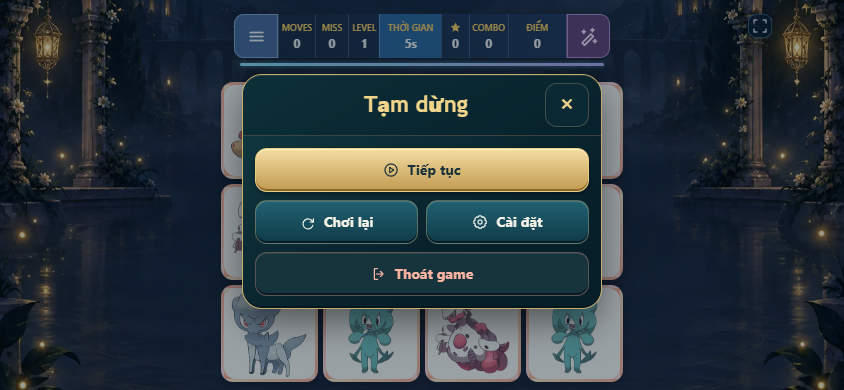 MOVES MISS LEVEL THỜI GIAN ★ COMBO ĐIỂM
0 0 1 5s 0 0 0
Tạm dừng
Tiếp tục
Chơi lại Cài đặt
Thoát game